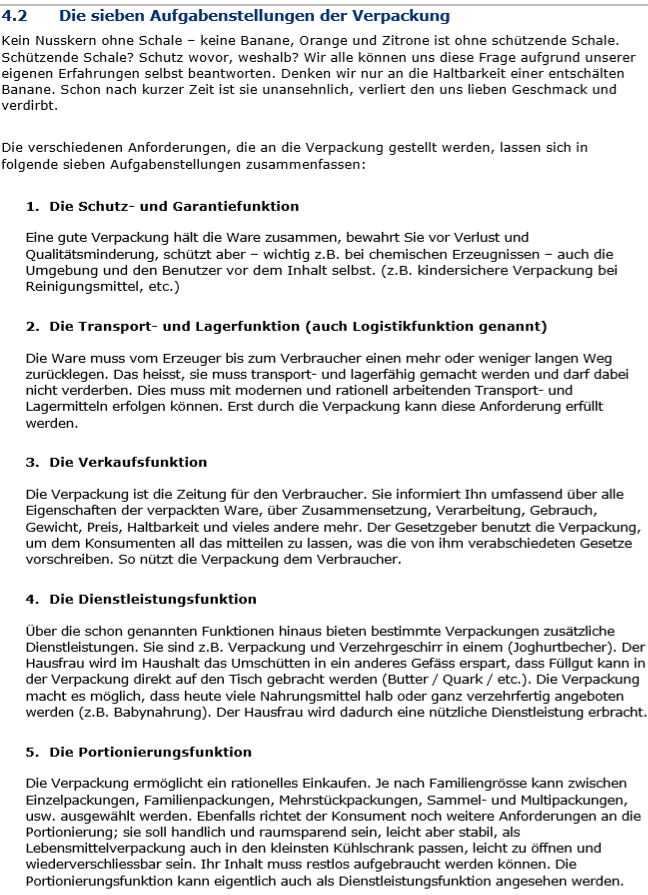 4.2 Die sieben Aufgabenstellungen der Verpackung
Kein Nusskern ohne Schale – keine Banane, Orange und Zitrone ist ohne schützende Schale.
Schützende Schale? Schutz wovor, weshalb? Wir alle können uns diese Frage aufgrund unserer
eigenen Erfahrungen selbst beantworten. Denken wir nur an die Haltbarkeit einer entschälten
Banane. Schon nach kurzer Zeit ist sie unansehnlich, verliert den uns lieben Geschmack und
verdirbt.
Die verschiedenen Anforderungen, die an die Verpackung gestellt werden, lassen sich in
folgende sieben Aufgabenstellungen zusammenfassen:
1. Die Schutz- und Garantiefunktion
Eine gute Verpackung hält die Ware zusammen, bewahrt Sie vor Verlust und
Qualitätsminderung, schützt aber – wichtig z.B. bei chemischen Erzeugnissen – auch die
Umgebung und den Benutzer vor dem Inhalt selbst. (z.B. kindersichere Verpackung bei
Reinigungsmittel, etc.)
2. Die Transport- und Lagerfunktion (auch Logistikfunktion genannt)
Die Ware muss vom Erzeuger bis zum Verbraucher einen mehr oder weniger langen Weg
zurücklegen. Das heisst, sie muss transport- und lagerfähig gemacht werden und darf dabei
nicht verderben. Dies muss mit modernen und rationell arbeitenden Transport- und
Lagermitteln erfolgen können. Erst durch die Verpackung kann diese Anforderung erfüllt
werden.
3. Die Verkaufsfunktion
Die Verpackung ist die Zeitung für den Verbraucher. Sie informiert Ihn umfassend über alle
Eigenschaften der verpackten Ware, über Zusammensetzung, Verarbeitung, Gebrauch,
Gewicht, Preis, Haltbarkeit und vieles andere mehr. Der Gesetzgeber benutzt die Verpackung,
um dem Konsumenten all das mitteilen zu lassen, was die von ihm verabschiedeten Gesetze
vorschreiben. So nützt die Verpackung dem Verbraucher.
4. Die Dienstleistungsfunktion
Über die schon genannten Funktionen hinaus bieten bestimmte Verpackungen zusätzliche
Dienstleistungen. Sie sind z.B. Verpackung und Verzehrgeschirr in einem (Joghurtbecher). Der
Hausfrau wird im Haushalt das Umschütten in ein anderes Gefäss erspart, dass Füllgut kann in
der Verpackung direkt auf den Tisch gebracht werden (Butter / Quark / etc.). Die Verpackung
macht es möglich, dass heute viele Nahrungsmittel halb oder ganz verzehrfertig angeboten
werden (z.B. Babynahrung). Der Hausfrau wird dadurch eine nützliche Dienstleistung erbracht.
5. Die Portionierungsfunktion
Die Verpackung ermöglicht ein rationelles Einkaufen. Je nach Familiengrösse kann zwischen
Einzelpackungen, Familienpackungen, Mehrstückpackungen, Sammel- und Multipackungen,
usw. ausgewählt werden. Ebenfalls richtet der Konsument noch weitere Anforderungen an die
Portionierung; sie soll handlich und raumsparend sein, leicht aber stabil, als
Lebensmittelverpackung auch in den kleinsten Kühlschrank passen, leicht zu öffnen und
wiederverschliessbar sein. Ihr Inhalt muss restlos aufgebraucht werden können. Die
Portionierungsfunktion kann eigentlich auch als Dienstleistungsfunktion angesehen werden.